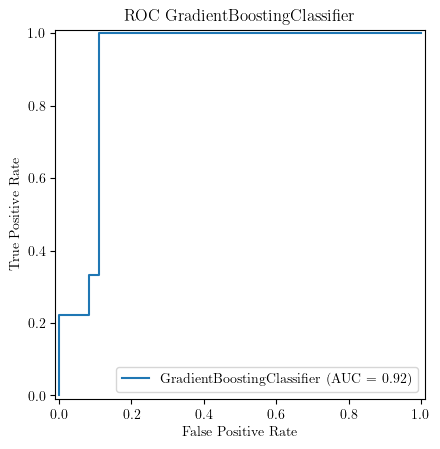 ROC GradientBoostingClassifier
1.0
0.8
0.6
0.4
0.2
0.0
True Positive Rate
GradientBoostingClassifier (AUC = 0.92)
0.0 0.2 0.4 0.6 0.8 1.0
False Positive Rate